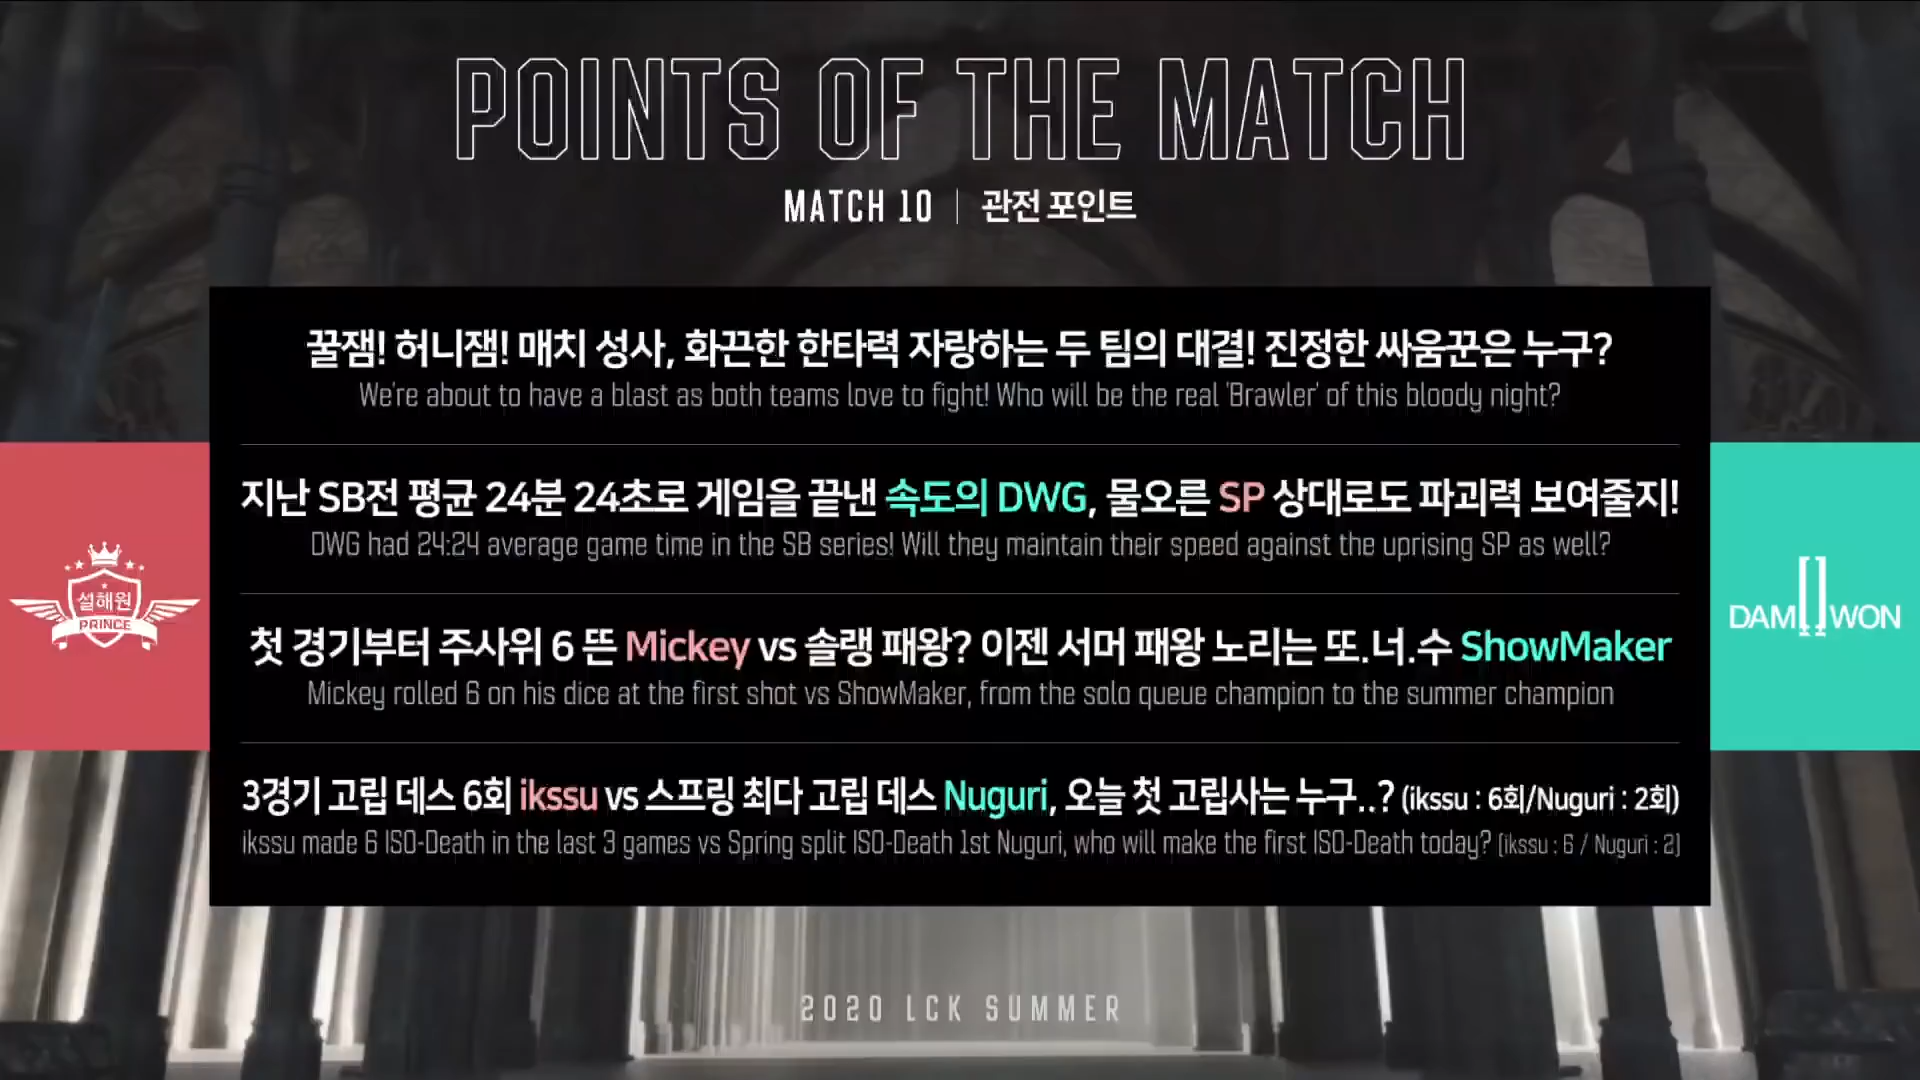 POINTS OF THE MATCH
MATCH 10 | 관전 포인트
꿀잼! 허니잼! 매치 성사, 화끈한 한타력 자랑하는 두 팀의 대결! 진정한 싸움꾼은 누구?
We're about to have a blast as both teams love to fight! Who will be the real 'Brawler' of this bloody night?
지난 SB전 평균 24분 24초로 게임을 끝낸 속도의 DWG, 물오른 SP 상대로도 파괴력 보여줄지!
DWG had 24:24 average game time in the SB series! Will they maintain their speed against the uprising SP as well?
설해원
PRINCE
DAMWON
첫 경기부터 주사위 6 뜬 Mickey vs 솔랭 패왕? 이젠 서머 패왕 노리는 또.너.수 ShowMaker
Mickey rolled 6 on his dice at the first shot vs ShowMaker, from the solo queue champion to the summer champion
3경기 고립 데스 6회 ikssu vs 스프링 최다 고립 데스 Nuguri, 오늘 첫 고립사는 누구..? (ikssu : 6회/Nuguri : 2회)
ikssu made 6 ISO-Death in the last 3 games vs Spring split ISO-Death 1st Nuguri, who will make the first ISO-Death today? (ikssu : 6 / Nuguri : 2)
2020 LCK SUMMER